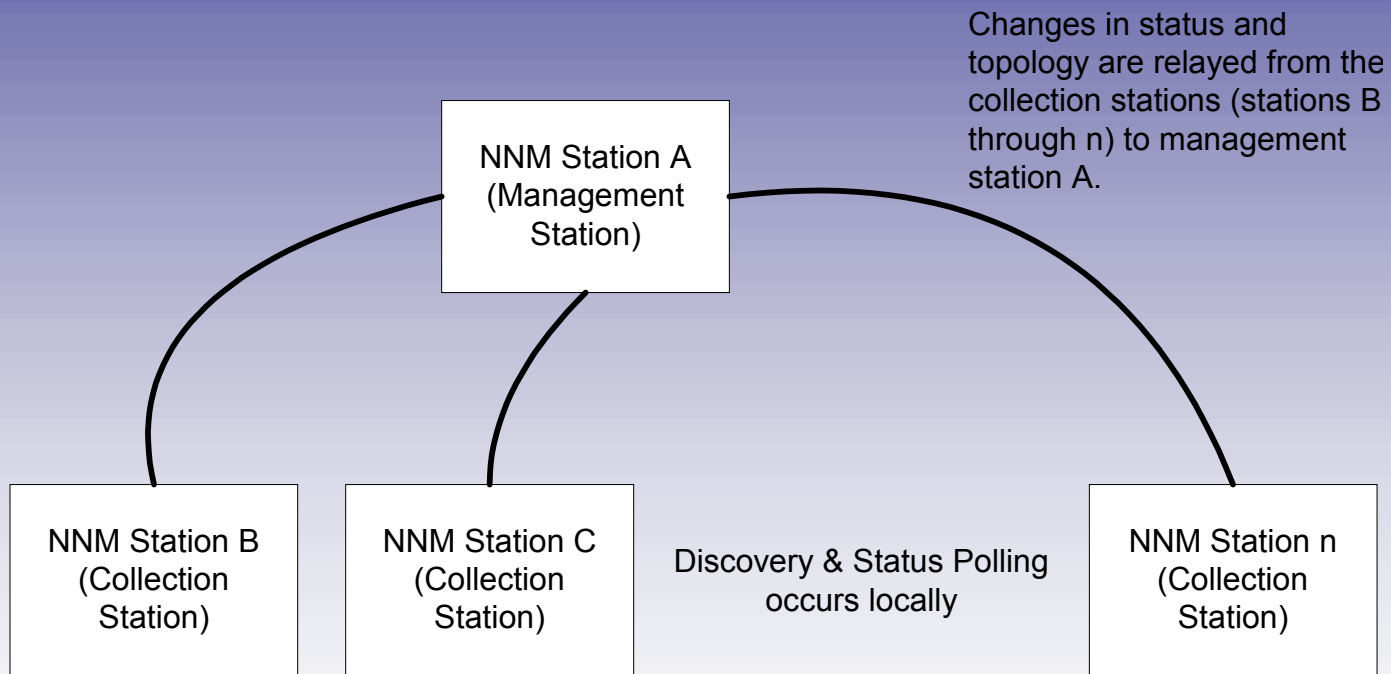 Changes in status and
topology are relayed from the
collection stations (stations B
through n) to management
station A.
NNM Station A
(Management
Station)
NNM Station B
(Collection
Station)
NNM Station C
(Collection
Station)
Discovery & Status Polling
occurs locally
NNM Station n
(Collection
Station)